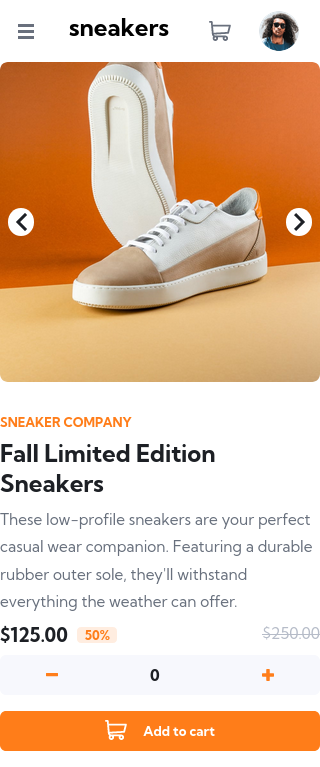 sneakers
SNEAKER COMPANY
Fall Limited Edition
Sneakers
These low-profile sneakers are your perfect
casual wear companion. Featuring a durable
rubber outer sole, they'll withstand
everything the weather can offer.
$125.00 50% $250.00
0
Add to cart